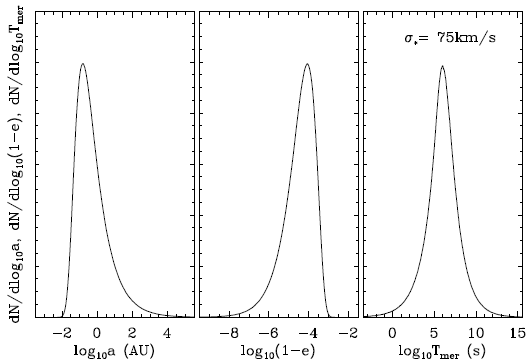 dN/dlog₁₀a, dN/dlog₁₀(1−e), dN/dlog₁₀Tₘₑᵣ
σ*= 75km/s
−2 0 2 4
−8 −6 −4 −2
0 5 10 15
log₁₀a (AU)
log₁₀(1−e)
log₁₀Tₘₑᵣ (s)